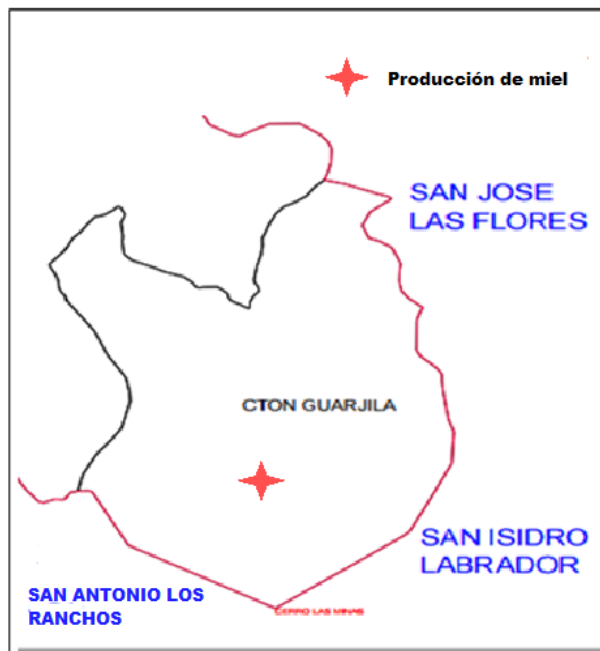 Producción de miel
SAN JOSE
LAS FLORES
CTON GUARJILA
SAN ISIDRO
LABRADOR
SAN ANTONIO LOS
RANCHOS
CERRO LAS MINAS